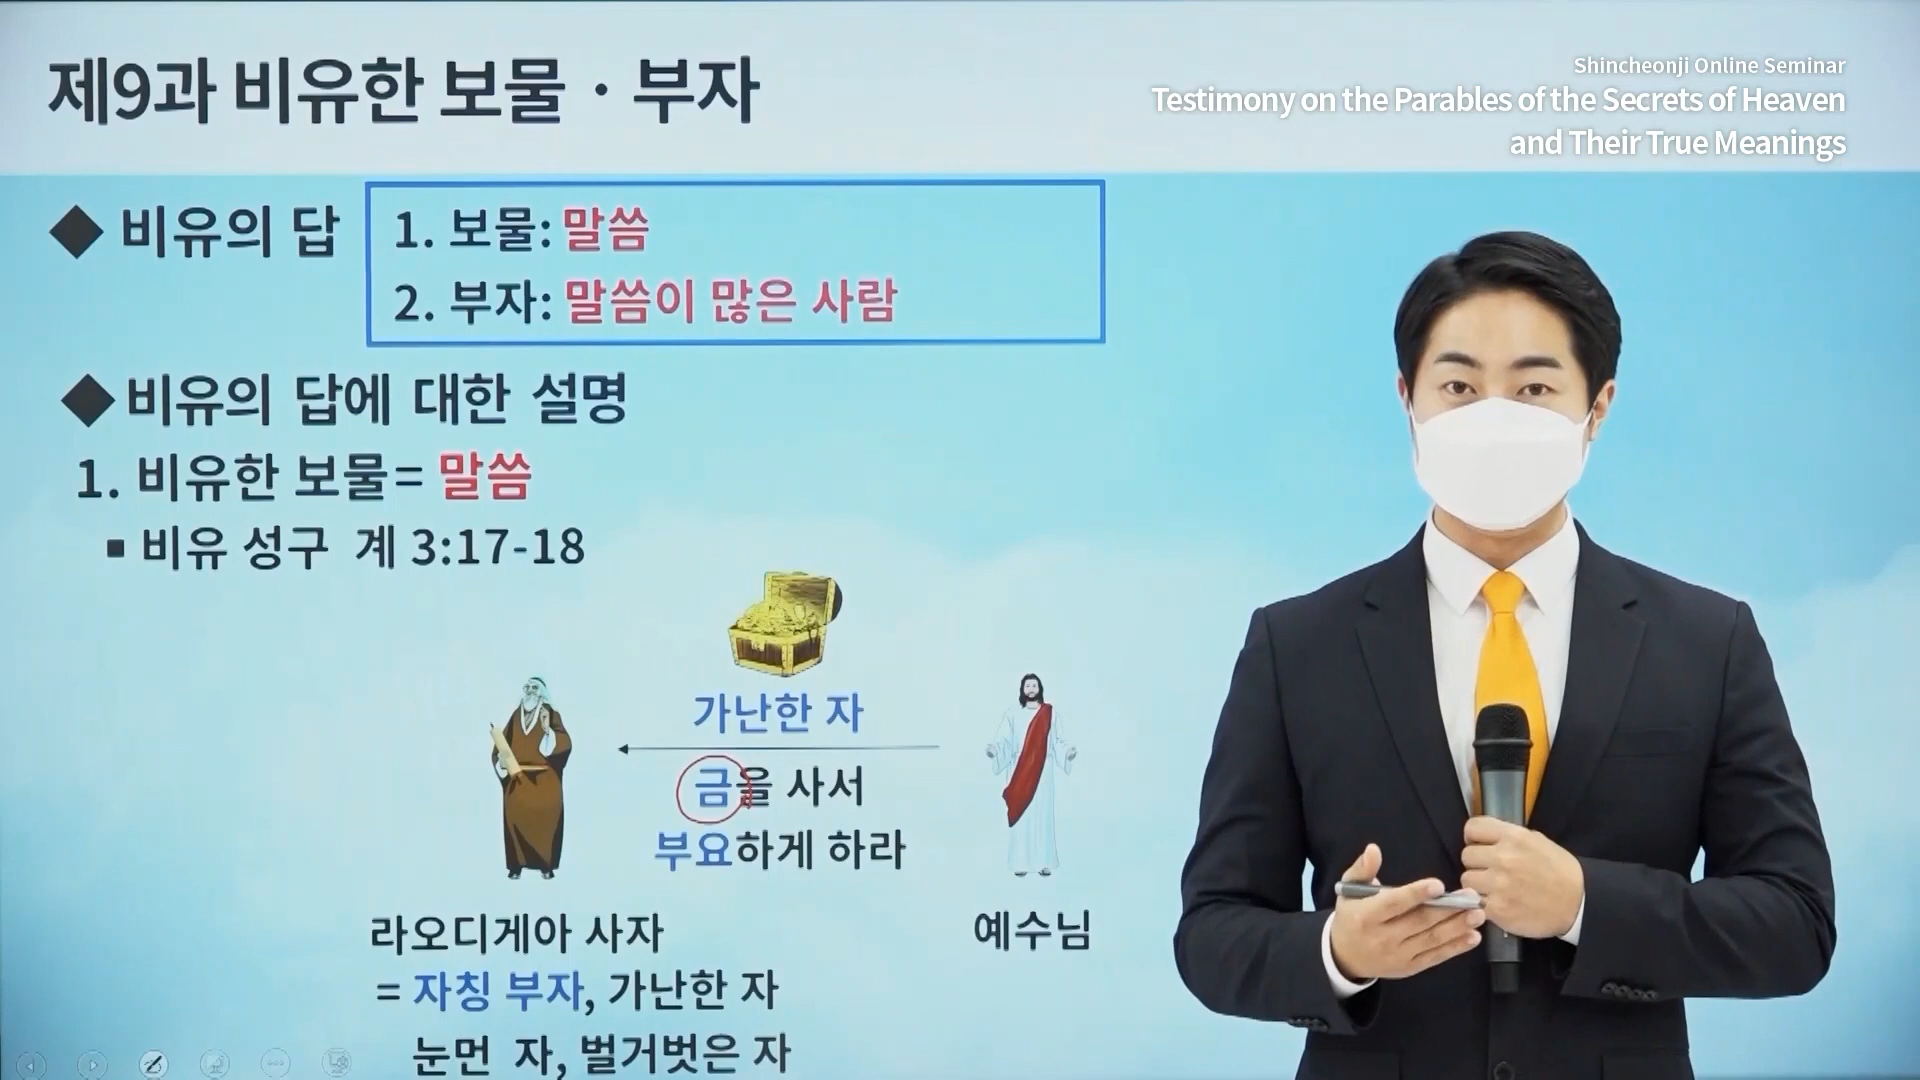 제9과 비유한 보물 · 부자
Shincheonji Online Seminar
Testimony on the Parables of the Secrets of Heaven
and Their True Meanings
◆ 비유의 답
1. 보물: 말씀
2. 부자: 말씀이 많은 사람
◆ 비유의 답에 대한 설명
1. 비유한 보물= 말씀
▪ 비유 성구 계 3:17-18
가난한 자
금을 사서
부요하게 하라
라오디게아 사자
= 자칭 부자, 가난한 자
눈먼 자, 벌거벗은 자
예수님